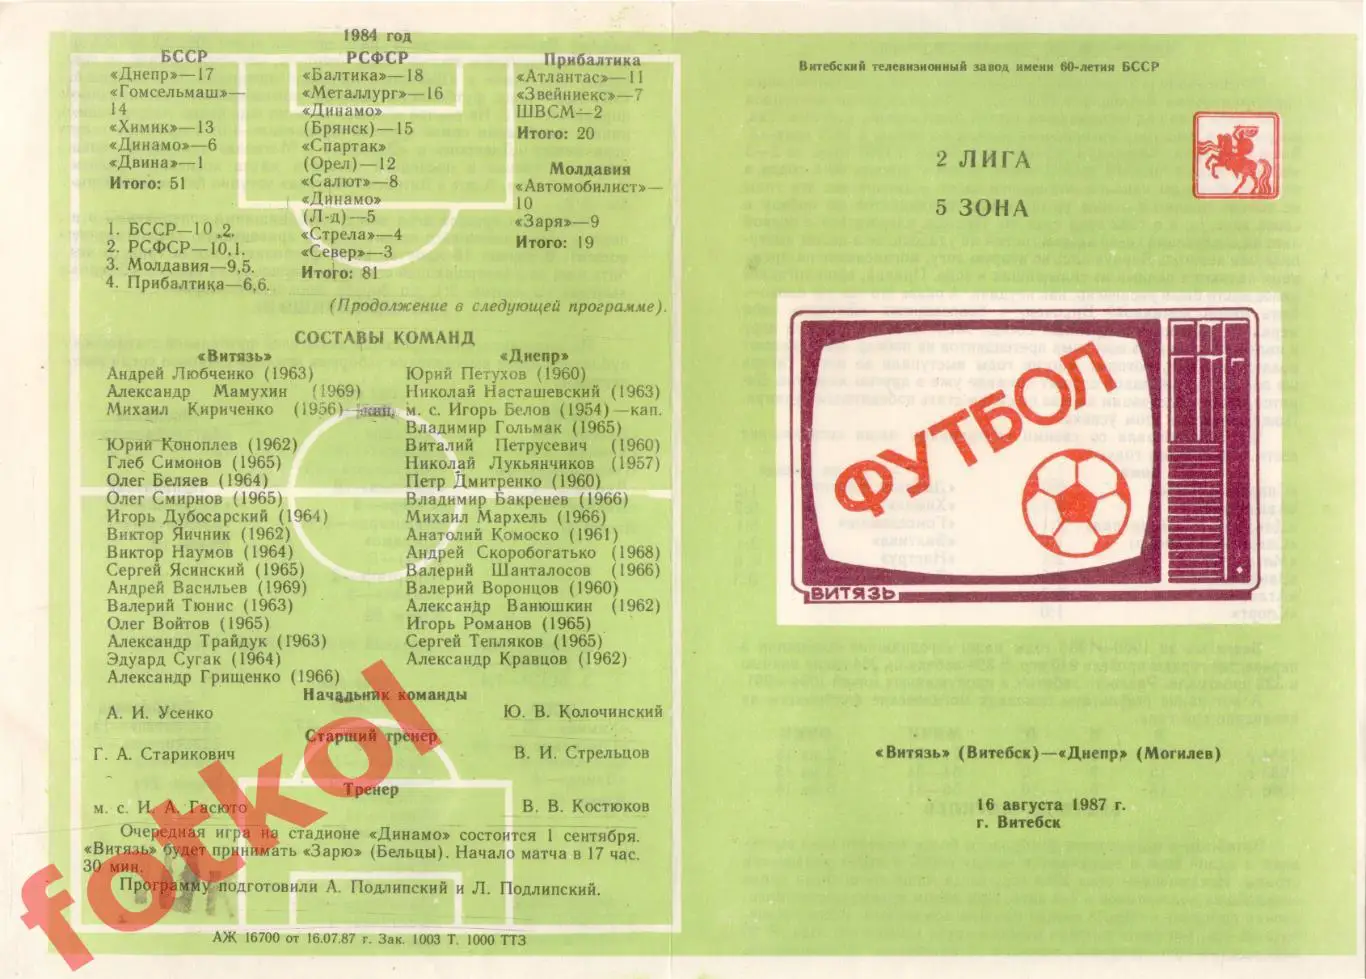 1984 год
БССР
«Днепр»—17
«Гомсельмаш»—
14
«Химик»—13
«Динамо»—6
«Двина»—1
Итого: 51
1. БССР—10,2.
2. РСФСР—10,1.
3. Молдавия—9,5.
4. Прибалтика—6,6.
РСФСР
«Балтика»—18
«Металлург»—16
«Динамо»
(Брянск)—15
«Спартак»
(Орел)—12
«Салют»—8
«Динамо»
(Л-д)—5
«Стрела»—4
«Север»—3
Итого: 81
Прибалтика
«Атлантас»—11
«Звейниекс»—7
ШВСМ—2
Итого: 20
Молдавия
«Автомобилист»—
10
«Заря»—9
Итого: 19
(Продолжение в следующей программе).
СОСТАВЫ КОМАНД
«Витязь»
Андрей Любченко (1963)
Александр Мамухин (1969)
Михаил Кириченко (1956)—кап.
Юрий Коноплев (1962)
Глеб Симонов (1965)
Олег Беляев (1964)
Олег Смирнов (1965)
Игорь Дубосарский (1964)
Виктор Яичник (1962)
Виктор Наумов (1964)
Сергей Ясинский (1965)
Андрей Васильев (1969)
Валерий Тюнис (1963)
Олег Войтов (1965)
Александр Трайдук (1963)
Эдуард Сугак (1964)
Александр Грищенко (1966)
«Днепр»
Юрий Петухов (1960)
Николай Насташевский (1963)
м. с. Игорь Белов (1954)—кап.
Владимир Гольмак (1965)
Виталий Петрусевич (1960)
Николай Лукьянчиков (1957)
Петр Дмитренко (1960)
Владимир Бакренев (1966)
Михаил Мархель (1966)
Анатолий Комоско (1961)
Андрей Скоробогатько (1968)
Валерий Шанталосов (1966)
Валерий Воронцов (1960)
Александр Ванюшкин (1962)
Игорь Романов (1965)
Сергей Тепляков (1965)
Александр Кравцов (1962)
Начальник команды
А. И. Усенко Ю. В. Колочинский
Старший тренер
Г. А. Старикович В. И. Стрельцов
Тренер
м. с. И. А. Гасюто В. В. Костюков
Очередная игра на стадионе «Динамо» состоится 1 сентября.
«Витязь» будет принимать «Зарю» (Бельцы). Начало матча в 17 час.
30 мин.
Программу подготовили А. Подлипский и Л. Подлипский.
АЖ 16700 от 16.07.87 г. Зак. 1003 Т. 1000 ТТЗ
fotkol
Витебский телевизионный завод имени 60-летия БССР
2 ЛИГА
5 ЗОНА
ФУТБОЛ
ВИТЯЗЬ
«Витязь» (Витебск)—«Днепр» (Могилев)
16 августа 1987 г.
г. Витебск